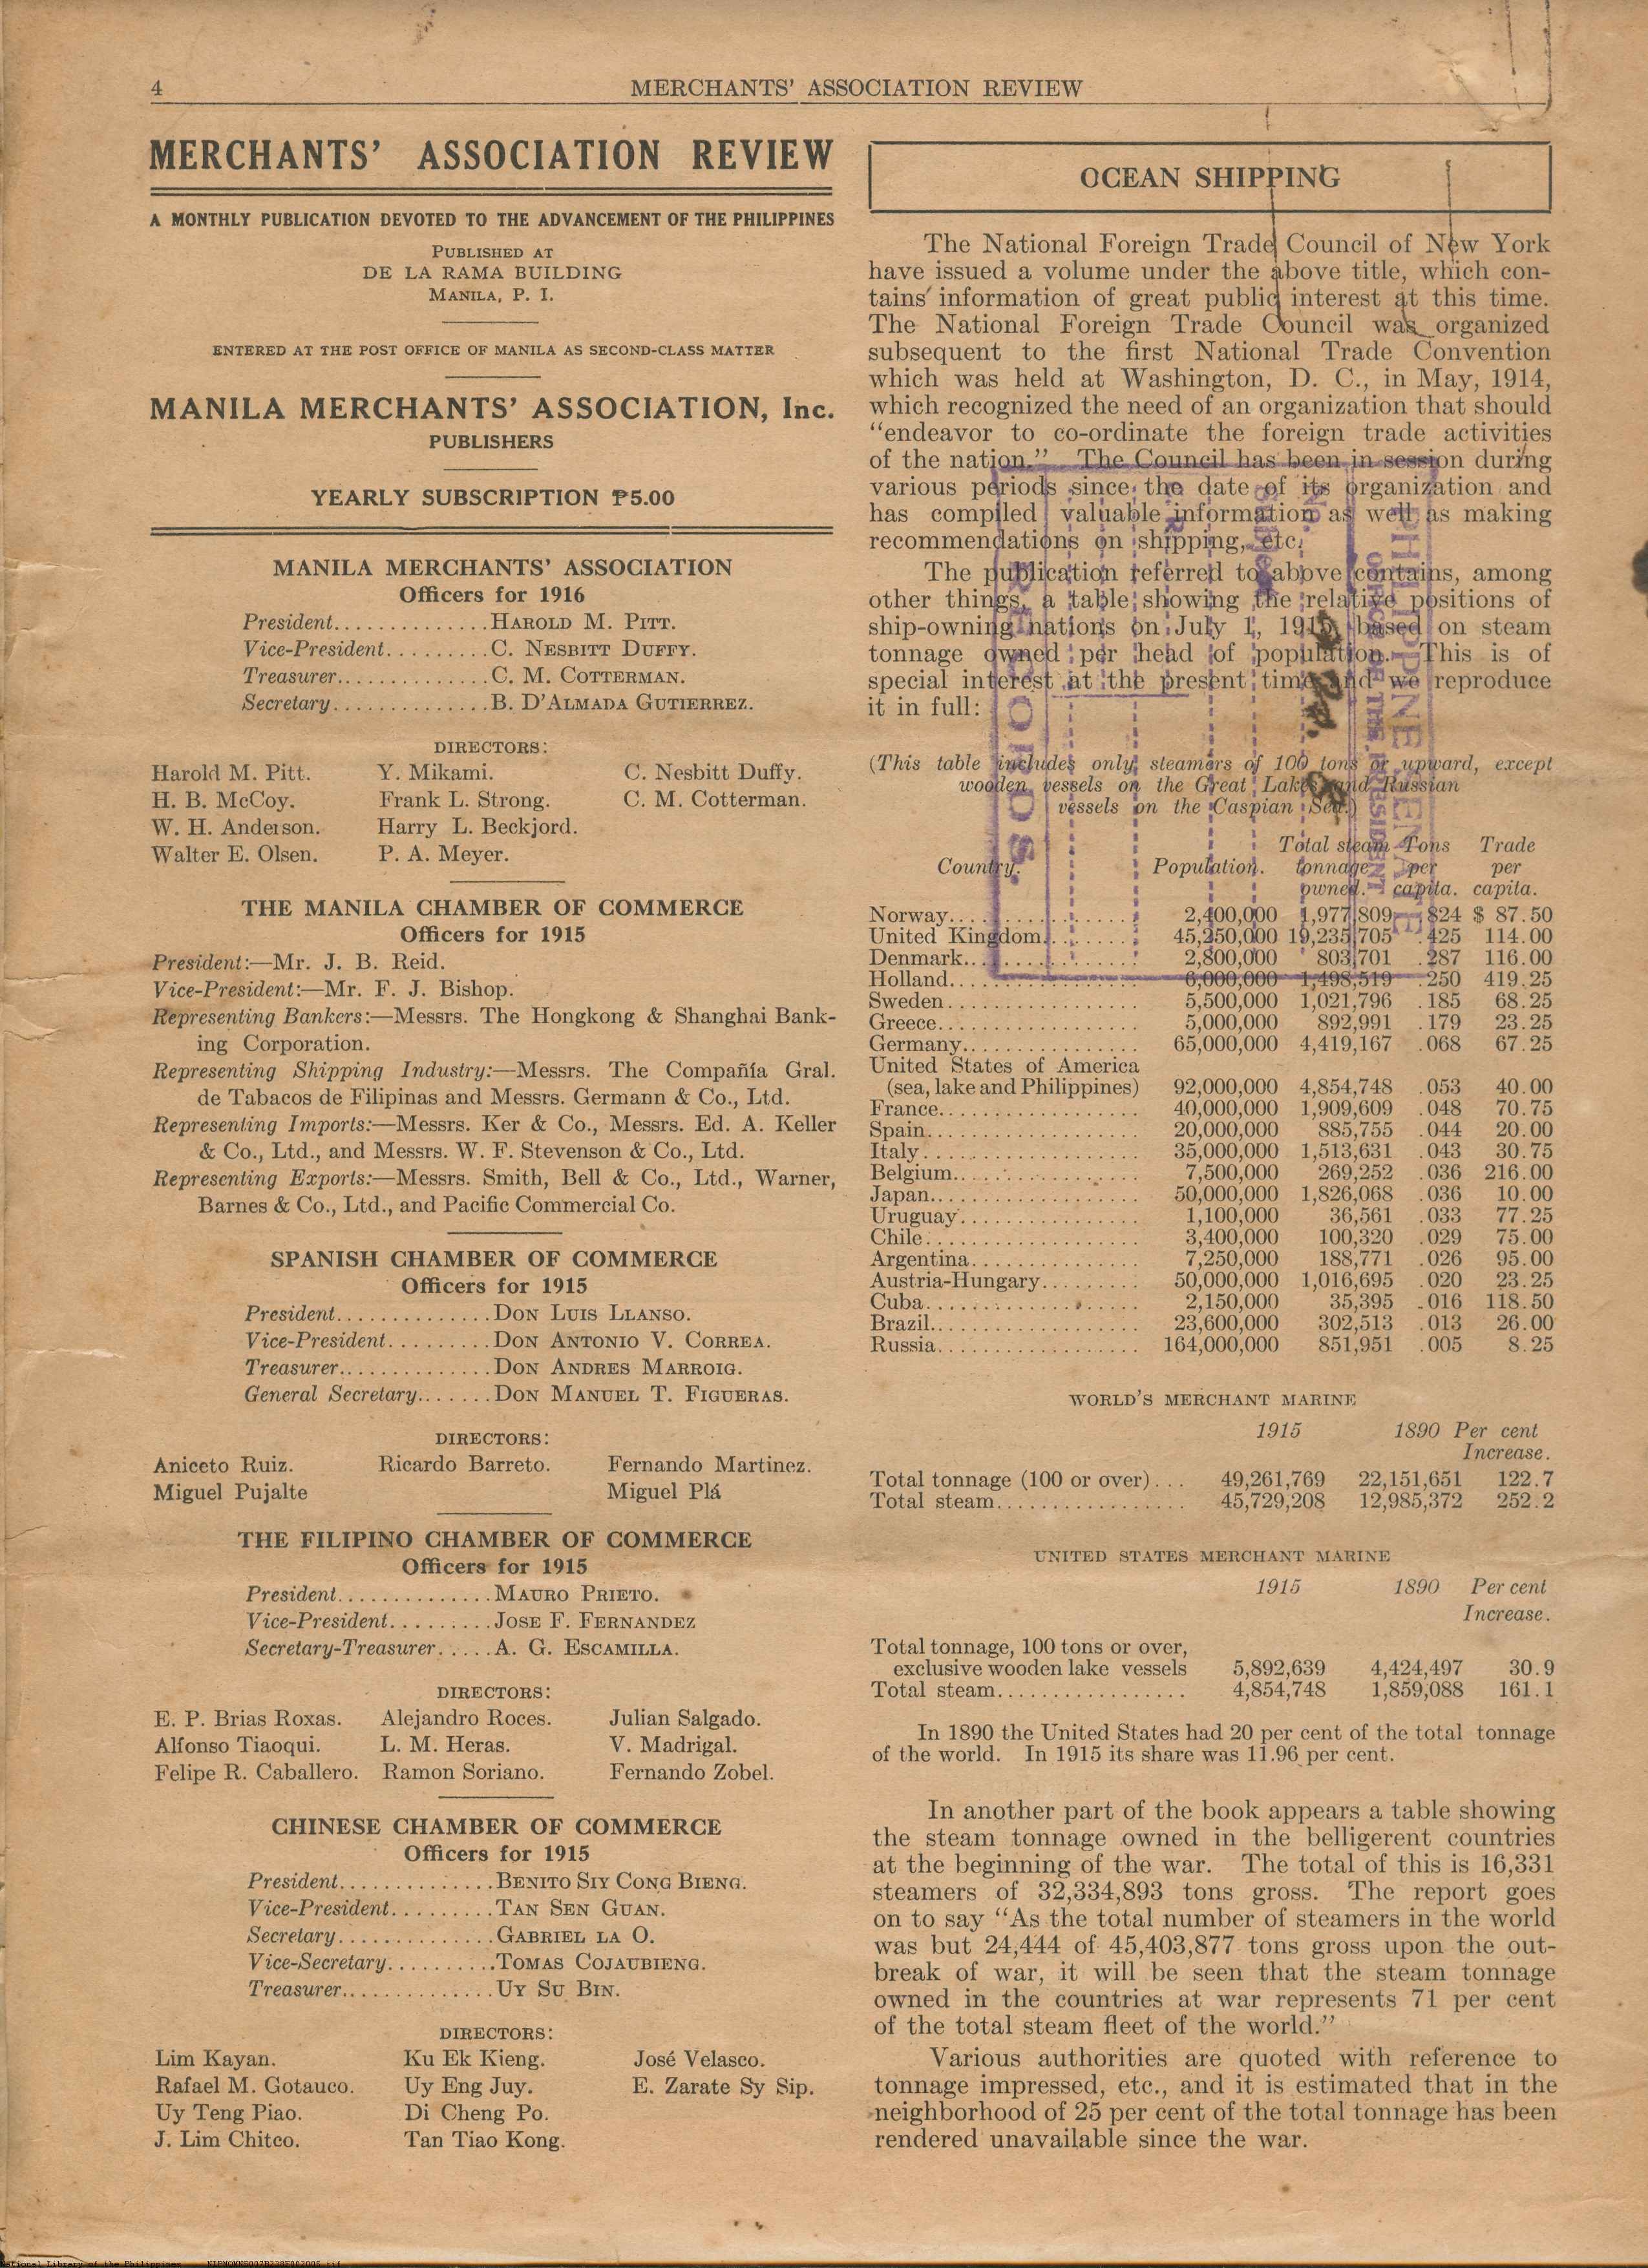 4
MERCHANTS' ASSOCIATION REVIEW
MERCHANTS' ASSOCIATION REVIEW
A MONTHLY PUBLICATION DEVOTED TO THE ADVANCEMENT OF THE PHILIPPINES
PUBLISHED AT
DE LA RAMA BUILDING
MANILA, P. I.
ENTERED AT THE POST OFFICE OF MANILA AS SECOND-CLASS MATTER
MANILA MERCHANTS' ASSOCIATION, Inc.
PUBLISHERS
YEARLY SUBSCRIPTION ₱5.00
MANILA MERCHANTS' ASSOCIATION
Officers for 1916
President..............HAROLD M. PITT.
Vice-President.........C. NESBITT DUFFY.
Treasurer..............C. M. COTTERMAN.
Secretary..............B. D'ALMADA GUTIERREZ.
DIRECTORS:
Harold M. Pitt. Y. Mikami. C. Nesbitt Duffy.
H. B. McCoy. Frank L. Strong. C. M. Cotterman.
W. H. Anderson. Harry L. Beckjord.
Walter E. Olsen. P. A. Meyer.
THE MANILA CHAMBER OF COMMERCE
Officers for 1915
President:—Mr. J. B. Reid.
Vice-President:—Mr. F. J. Bishop.
Representing Bankers:—Messrs. The Hongkong & Shanghai Bank-
ing Corporation.
Representing Shipping Industry:—Messrs. The Compañía Gral.
de Tabacos de Filipinas and Messrs. Germann & Co., Ltd.
Representing Imports:—Messrs. Ker & Co., Messrs. Ed. A. Keller
& Co., Ltd., and Messrs. W. F. Stevenson & Co., Ltd.
Representing Exports:—Messrs. Smith, Bell & Co., Ltd., Warner,
Barnes & Co., Ltd., and Pacific Commercial Co.
SPANISH CHAMBER OF COMMERCE
Officers for 1915
President..............DON LUIS LLANSO.
Vice-President.........DON ANTONIO V. CORREA.
Treasurer..............DON ANDRES MARROIG.
General Secretary.......DON MANUEL T. FIGUERAS.
DIRECTORS:
Aniceto Ruiz. Ricardo Barreto. Fernando Martinez.
Miguel Pujalte Miguel Plá
THE FILIPINO CHAMBER OF COMMERCE
Officers for 1915
President..............MAURO PRIETO.
Vice-President.........JOSE F. FERNANDEZ
Secretary-Treasurer.....A. G. ESCAMILLA.
DIRECTORS:
E. P. Brias Roxas. Alejandro Roces. Julian Salgado.
Alfonso Tiaoqui. L. M. Heras. V. Madrigal.
Felipe R. Caballero. Ramon Soriano. Fernando Zobel.
CHINESE CHAMBER OF COMMERCE
Officers for 1915
President..............BENITO SIY CONG BIENG.
Vice-President.........TAN SEN GUAN.
Secretary..............GABRIEL LA O.
Vice-Secretary..........TOMAS COJAUBIENG.
Treasurer..............UY SU BIN.
DIRECTORS:
Lim Kayan. Ku Ek Kieng. José Velasco.
Rafael M. Gotauco. Uy Eng Juy. E. Zarate Sy Sip.
Uy Teng Piao. Di Cheng Po.
J. Lim Chitco. Tan Tiao Kong.
OCEAN SHIPPING
The National Foreign Trade Council of New York
have issued a volume under the above title, which con-
tains information of great public interest at this time.
The National Foreign Trade Council was organized
subsequent to the first National Trade Convention
which was held at Washington, D. C., in May, 1914,
which recognized the need of an organization that should
“endeavor to co-ordinate the foreign trade activities
of the nation.” The Council has been in session during
various periods since the date of its organization and
has compiled valuable information as well as making
recommendations on shipping, etc.
The publication referred to above contains, among
other things, a table showing the relative positions of
ship-owning nations on July 1, 1915, based on steam
tonnage owned per head of population. This is of
special interest at the present time and we reproduce
it in full:
(This table includes only steamers of 100 tons or upward, except
wooden vessels on the Great Lakes and Russian
vessels on the Caspian Sea.)
Total steam Tons Trade
Country. Population. tonnage per per
owned. capita. capita.
Norway................ 2,400,000 1,977,809 .824 $ 87.50
United Kingdom........ 45,250,000 19,235,705 .425 114.00
Denmark............... 2,800,000 803,701 .287 116.00
Holland............... 6,000,000 1,498,519 .250 419.25
Sweden................ 5,500,000 1,021,796 .185 68.25
Greece................ 5,000,000 892,991 .179 23.25
Germany............... 65,000,000 4,419,167 .068 67.25
United States of America
(sea, lake and Philippines) 92,000,000 4,854,748 .053 40.00
France................ 40,000,000 1,909,609 .048 70.75
Spain................. 20,000,000 885,755 .044 20.00
Italy................. 35,000,000 1,513,631 .043 30.75
Belgium............... 7,500,000 269,252 .036 216.00
Japan................. 50,000,000 1,826,068 .036 10.00
Uruguay............... 1,100,000 36,561 .033 77.25
Chile................. 3,400,000 100,320 .029 75.00
Argentina............. 7,250,000 188,771 .026 95.00
Austria-Hungary........ 50,000,000 1,016,695 .020 23.25
Cuba.................. 2,150,000 35,395 .016 118.50
Brazil................ 23,600,000 302,513 .013 26.00
Russia................ 164,000,000 851,951 .005 8.25
WORLD'S MERCHANT MARINE
1915 1890 Per cent
Increase.
Total tonnage (100 or over)... 49,261,769 22,151,651 122.7
Total steam................ 45,729,208 12,985,372 252.2
UNITED STATES MERCHANT MARINE
1915 1890 Per cent
Increase.
Total tonnage, 100 tons or over,
exclusive wooden lake vessels 5,892,639 4,424,497 30.9
Total steam................ 4,854,748 1,859,088 161.1
In 1890 the United States had 20 per cent of the total tonnage
of the world. In 1915 its share was 11.96 per cent.
In another part of the book appears a table showing
the steam tonnage owned in the belligerent countries
at the beginning of the war. The total of this is 16,331
steamers of 32,334,893 tons gross. The report goes
on to say “As the total number of steamers in the world
was but 24,444 of 45,403,877 tons gross upon the out-
break of war, it will be seen that the steam tonnage
owned in the countries at war represents 71 per cent
of the total steam fleet of the world.”
Various authorities are quoted with reference to
tonnage impressed, etc., and it is estimated that in the
neighborhood of 25 per cent of the total tonnage has been
rendered unavailable since the war.